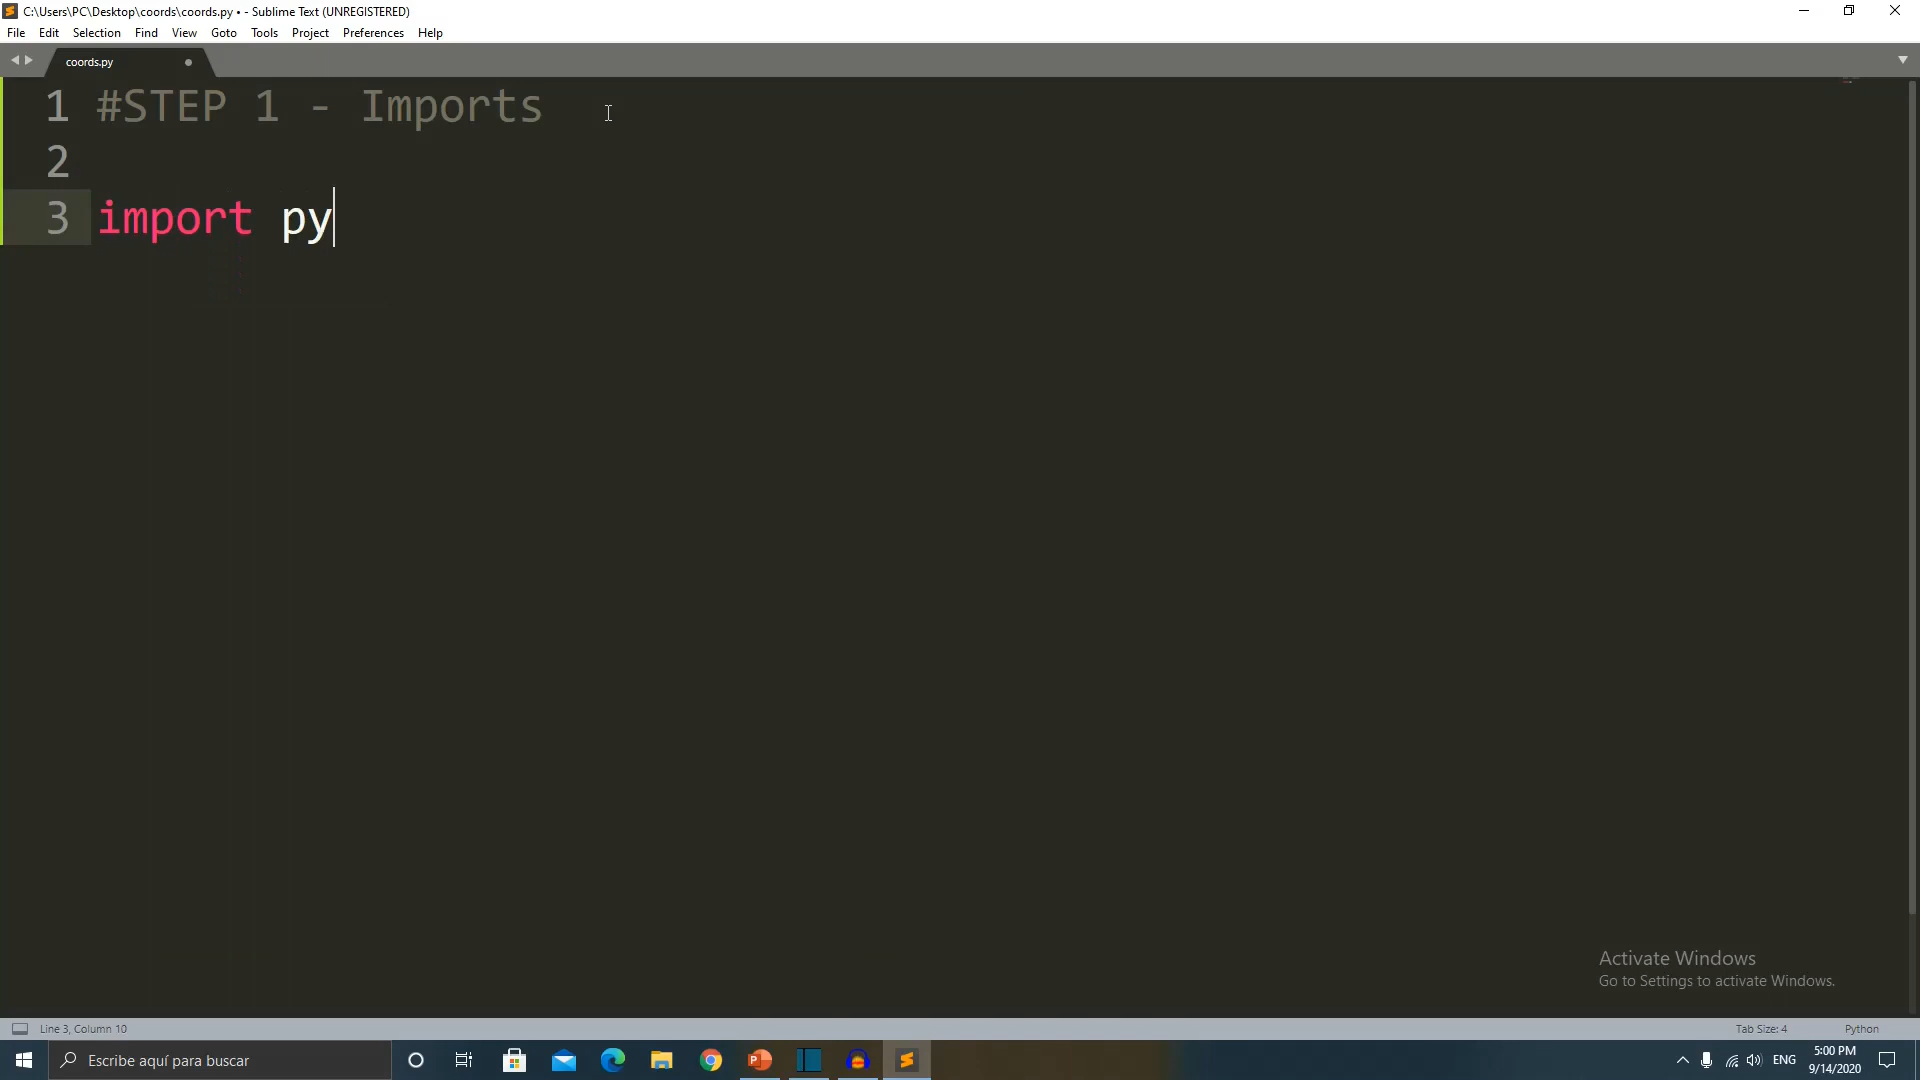 C:\Users\PC\Desktop\coords\coords.py • - Sublime Text (UNREGISTERED)
File Edit Selection Find View Goto Tools Project Preferences Help
coords.py
1 #STEP 1 - Imports
2
3 import py
Activate Windows
Go to Settings to activate Windows.
Line 3, Column 10 Tab Size: 4 Python
Escribe aquí para buscar
ENG
5:00 PM
9/14/2020